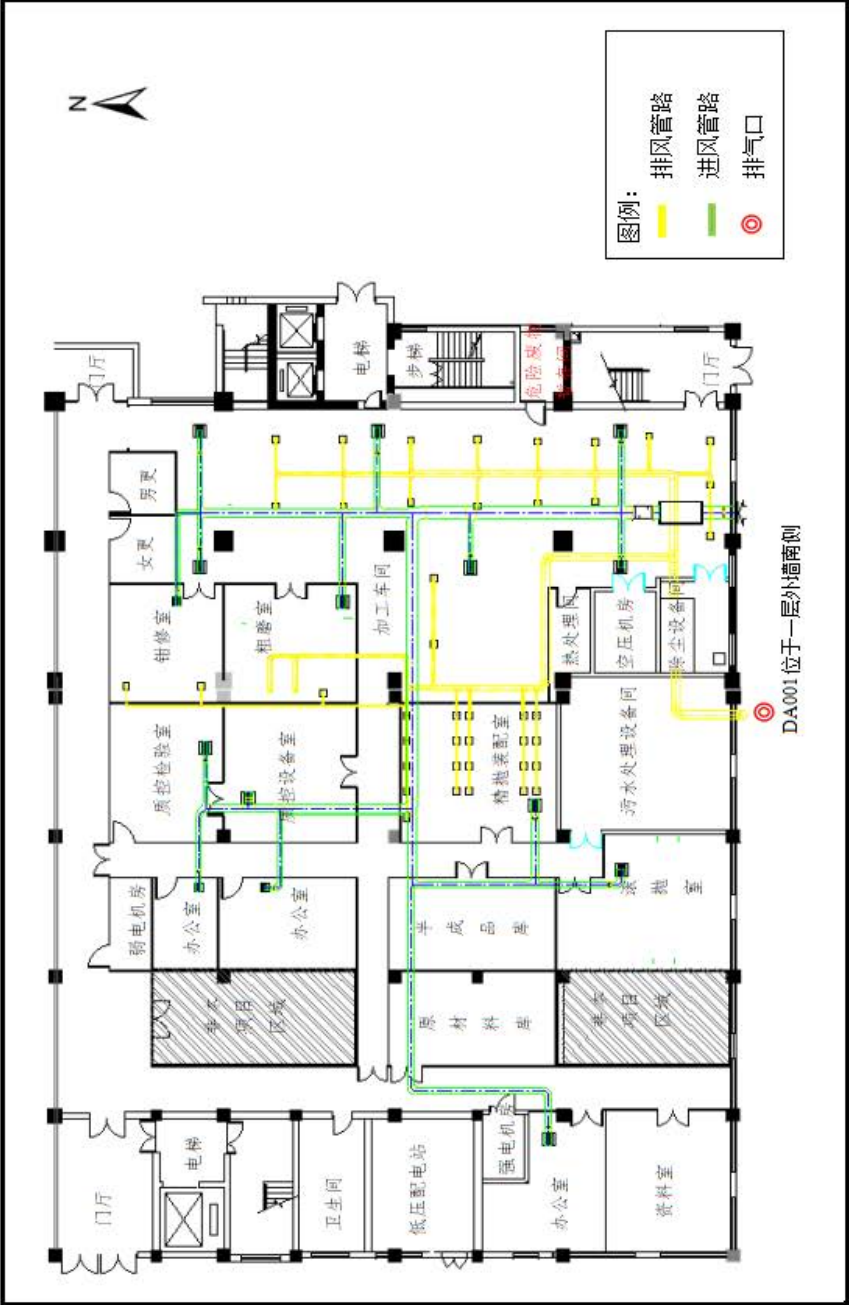 N
门厅
门厅
弱电机房
女更
男更
电梯
办公室
质控检验室
钳修室
非本
项目
区域
办公室
质控设备室
粗磨室
卫生间
加工车间
电梯
低压配电站
原材料库
半成品库
步梯
强电机房
精抛装配室
热处理间
危险废物
暂存间
办公室
非本
项目
区域
污水处理设备间
空压机房
除尘设备间
资料室
滚抛室
门厅
DA001位于一层外墙南侧
图例：
排风管路
进风管路
排气口